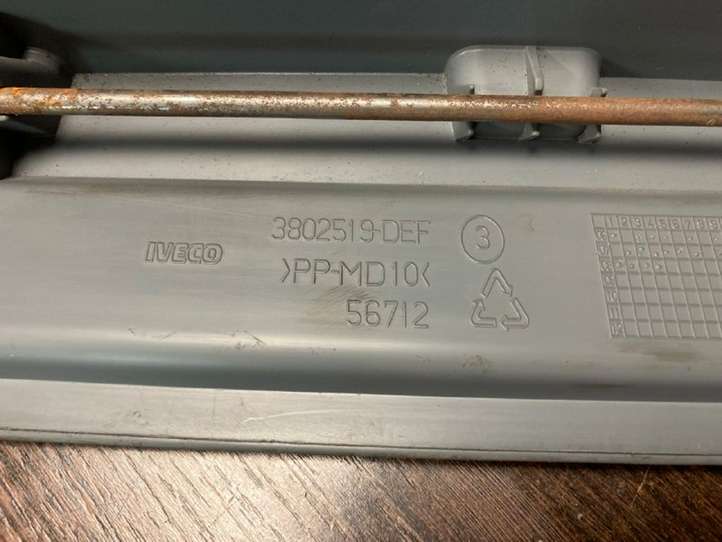 IVECO
3802519-DEF
3
>PP-MD10<
56712